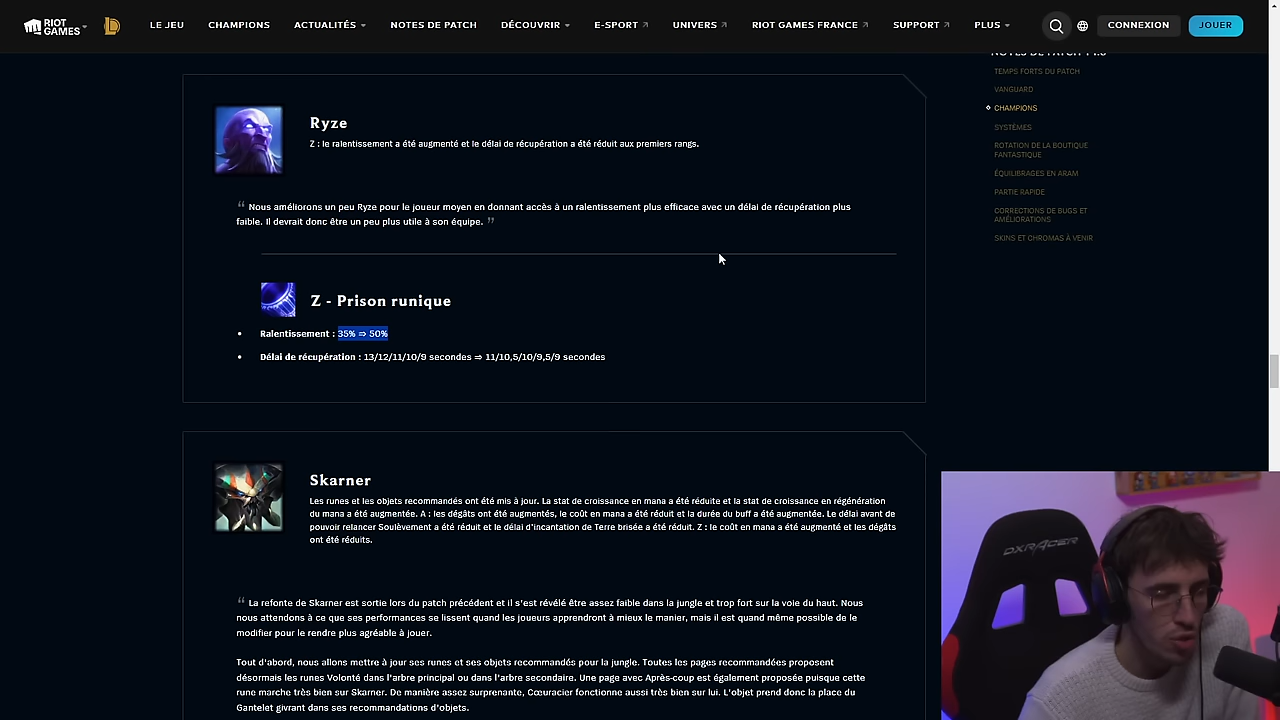 RIOT GAMES
LE JEU
CHAMPIONS
ACTUALITÉS
NOTES DE PATCH
DÉCOUVRIR
E-SPORT
UNIVERS
RIOT GAMES FRANCE
SUPPORT
PLUS
CONNEXION
JOUER
TEMPS FORTS DU PATCH
VANGUARD
CHAMPIONS
SYSTÈMES
ROTATION DE LA BOUTIQUE
FANTASTIQUE
ÉQUILIBRAGES EN ARAM
PARTIE RAPIDE
CORRECTIONS DE BUGS ET
AMÉLIORATIONS
SKINS ET CHROMAS À VENIR
Ryze
Z : le ralentissement a été augmenté et le délai de récupération a été réduit aux premiers rangs.
“ Nous améliorons un peu Ryze pour le joueur moyen en donnant accès à un ralentissement plus efficace avec un délai de récupération plus
faible. Il devrait donc être un peu plus utile à son équipe. ”
Z - Prison runique
• Ralentissement : 35% ⇒ 50%
• Délai de récupération : 13/12/11/10/9 secondes ⇒ 11/10,5/10/9,5/9 secondes
Skarner
Les runes et les objets recommandés ont été mis à jour. La stat de croissance en mana a été réduite et la stat de croissance en régénération
du mana a été augmentée. A : les dégâts ont été augmentés, le coût en mana a été réduit et la durée du buff a été augmentée. Le délai avant de
pouvoir relancer Soulèvement a été réduit et le délai d'incantation de Terre brisée a été réduit. Z : le coût en mana a été augmenté et les dégâts
ont été réduits.
“ La refonte de Skarner est sortie lors du patch précédent et il s'est révélé être assez faible dans la jungle et trop fort sur la voie du haut. Nous
nous attendons à ce que ses performances se lissent quand les joueurs apprendront à mieux le manier, mais il est quand même possible de le
modifier pour le rendre plus agréable à jouer.
Tout d'abord, nous allons mettre à jour ses runes et ses objets recommandés pour la jungle. Toutes les pages recommandées proposent
désormais les runes Volonté dans l'arbre principal ou dans l'arbre secondaire. Une page avec Après-coup est également proposée puisque cette
rune marche très bien sur Skarner. De manière assez surprenante, Cœuracier fonctionne aussi très bien sur lui. L'objet prend donc la place du
Gantelet givrant dans ses recommandations d'objets.
DXRACER